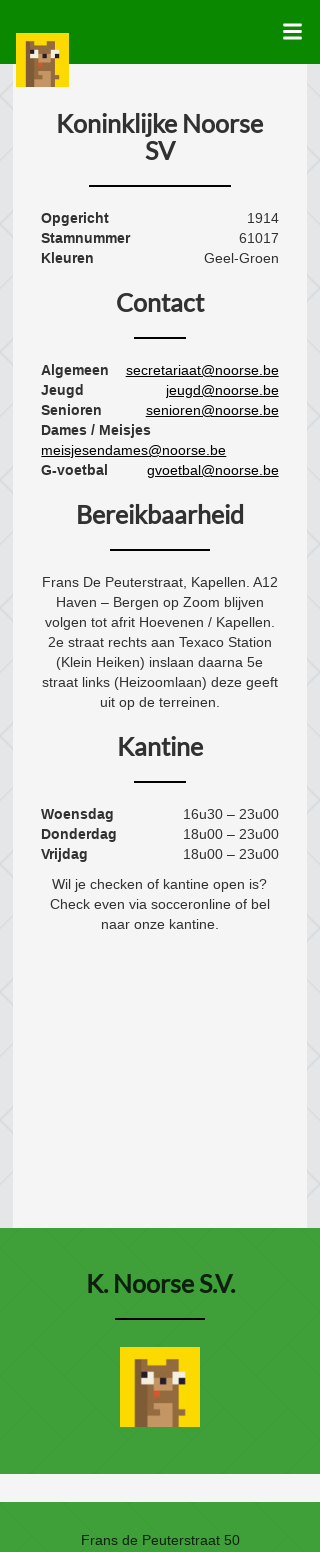 Koninklijke Noorse
SV
Opgericht 1914
Stamnummer 61017
Kleuren Geel-Groen
Contact
Algemeen secretariaat@noorse.be
Jeugd jeugd@noorse.be
Senioren senioren@noorse.be
Dames / Meisjes
meisjesendames@noorse.be
G-voetbal gvoetbal@noorse.be
Bereikbaarheid
Frans De Peuterstraat, Kapellen. A12
Haven – Bergen op Zoom blijven
volgen tot afrit Hoevenen / Kapellen.
2e straat rechts aan Texaco Station
(Klein Heiken) inslaan daarna 5e
straat links (Heizoomlaan) deze geeft
uit op de terreinen.
Kantine
Woensdag 16u30 – 23u00
Donderdag 18u00 – 23u00
Vrijdag 18u00 – 23u00
Wil je checken of kantine open is?
Check even via socceronline of bel
naar onze kantine.
K. Noorse S.V.
Frans de Peuterstraat 50